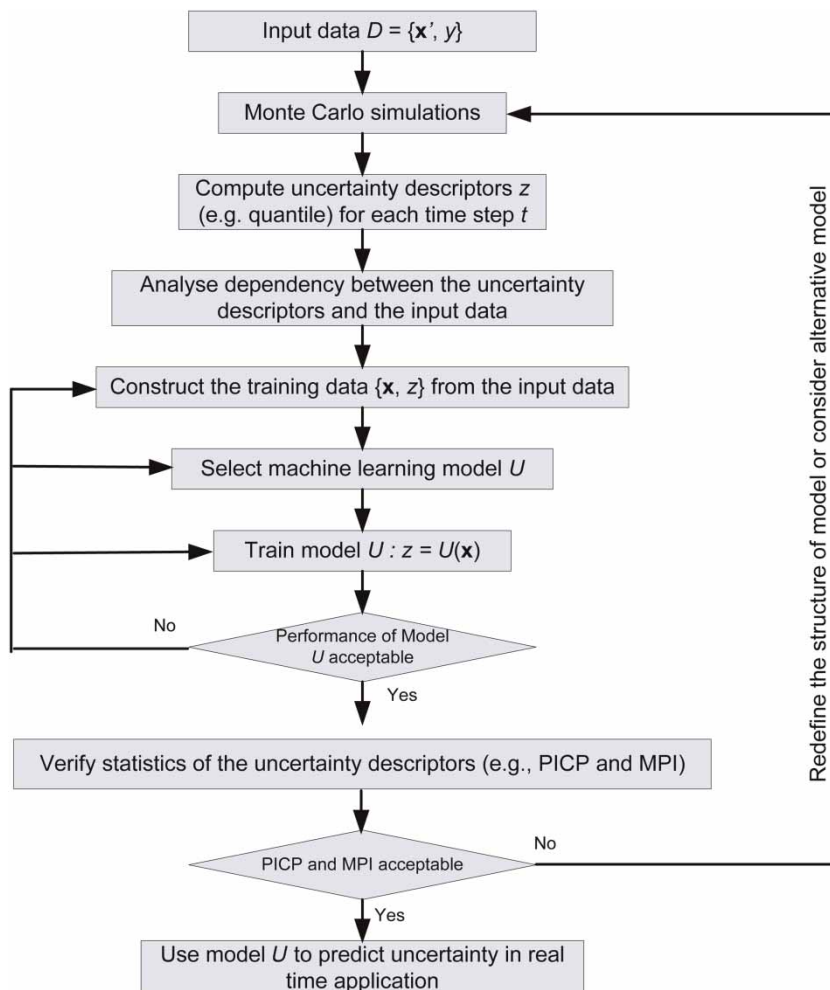 Input data D = {x’, y}
Monte Carlo simulations
Compute uncertainty descriptors z
(e.g. quantile) for each time step t
Analyse dependency between the uncertainty
descriptors and the input data
Construct the training data {x, z} from the input data
Select machine learning model U
Train model U : z = U(x)
No
Performance of Model
U acceptable
Yes
Verify statistics of the uncertainty descriptors (e.g., PICP and MPI)
No
PICP and MPI acceptable
Yes
Use model U to predict uncertainty in real
time application
Redefine the structure of model or consider alternative model